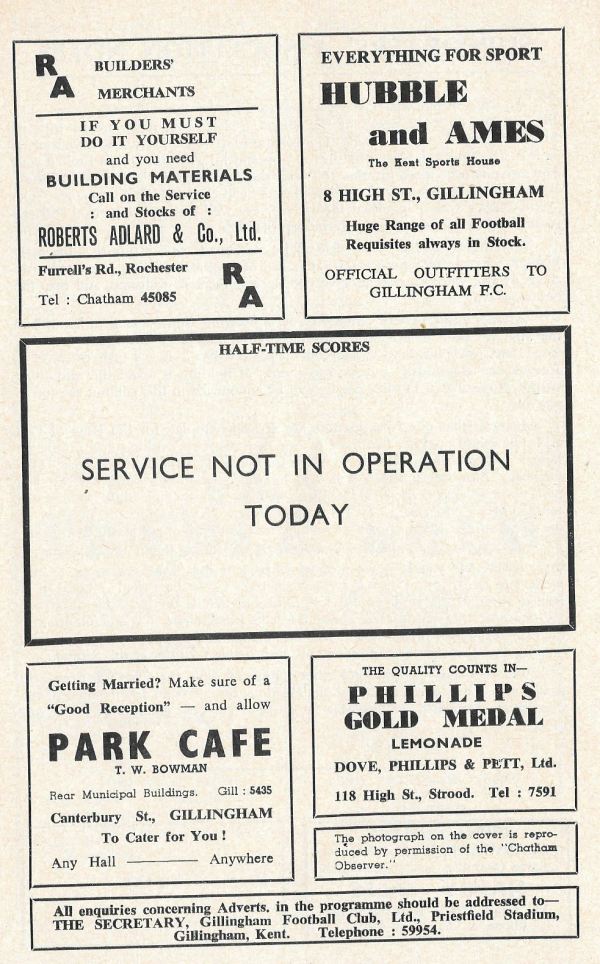 R
A
BUILDERS'
MERCHANTS
IF YOU MUST
DO IT YOURSELF
and you need
BUILDING MATERIALS
Call on the Service
: and Stocks of :
ROBERTS ADLARD & Co., Ltd.
Furrell's Rd., Rochester
Tel : Chatham 45085
R
A
EVERYTHING FOR SPORT
HUBBLE
and AMES
The Kent Sports House
8 HIGH ST., GILLINGHAM
Huge Range of all Football
Requisites always in Stock.
OFFICIAL OUTFITTERS TO
GILLINGHAM F.C.
HALF-TIME SCORES
SERVICE NOT IN OPERATION
TODAY
Getting Married? Make sure of a
"Good Reception" — and allow
PARK CAFE
T. W. BOWMAN
Rear Municipal Buildings. Gill : 5435
Canterbury St., GILLINGHAM
To Cater for You !
Any Hall ——— Anywhere
THE QUALITY COUNTS IN—
PHILLIPS
GOLD MEDAL
LEMONADE
DOVE, PHILLIPS & PETT, Ltd.
118 High St., Strood. Tel : 7591
The photograph on the cover is repro-
duced by permission of the "Chatham
Observer."
All enquiries concerning Adverts, in the programme should be addressed to—
THE SECRETARY, Gillingham Football Club, Ltd., Priestfield Stadium,
Gillingham, Kent. Telephone : 59954.